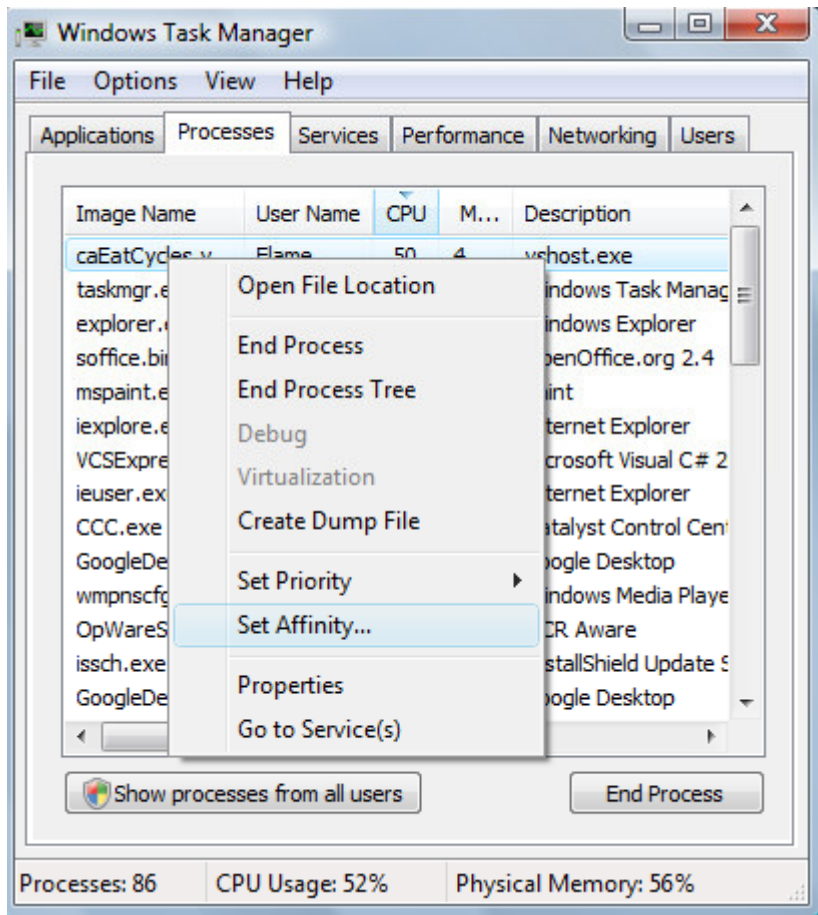 Windows Task Manager
File Options View Help
Applications Processes Services Performance Networking Users
Image Name User Name CPU M... Description
caEatCycles.v Flame 50 4 vshost.exe
taskmgr.e indows Task Manag
explorer. indows Explorer
soffice.bi penOffice.org 2.4
mspaint.e int
iexplore.e ternet Explorer
VCSExpre crosoft Visual C# 2
ieuser.ex ternet Explorer
CCC.exe atalyst Control Cen
GoogleDe oogle Desktop
wmpnscfg indows Media Playe
OpWareS CR Aware
issch.exe stallShield Update S
GoogleDe oogle Desktop
Open File Location
End Process
End Process Tree
Debug
Virtualization
Create Dump File
Set Priority
Set Affinity...
Properties
Go to Service(s)
Show processes from all users End Process
Processes: 86 CPU Usage: 52% Physical Memory: 56%